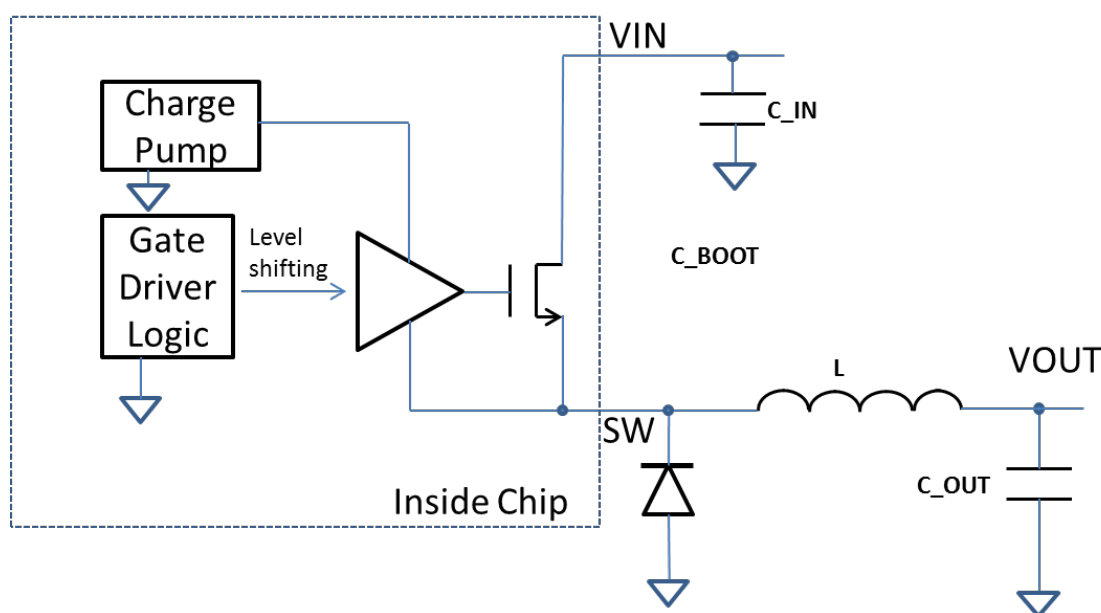 VIN
Charge
Pump
C_IN
Gate
Driver
Logic
Level
shifting
C_BOOT
L
VOUT
SW
C_OUT
Inside Chip